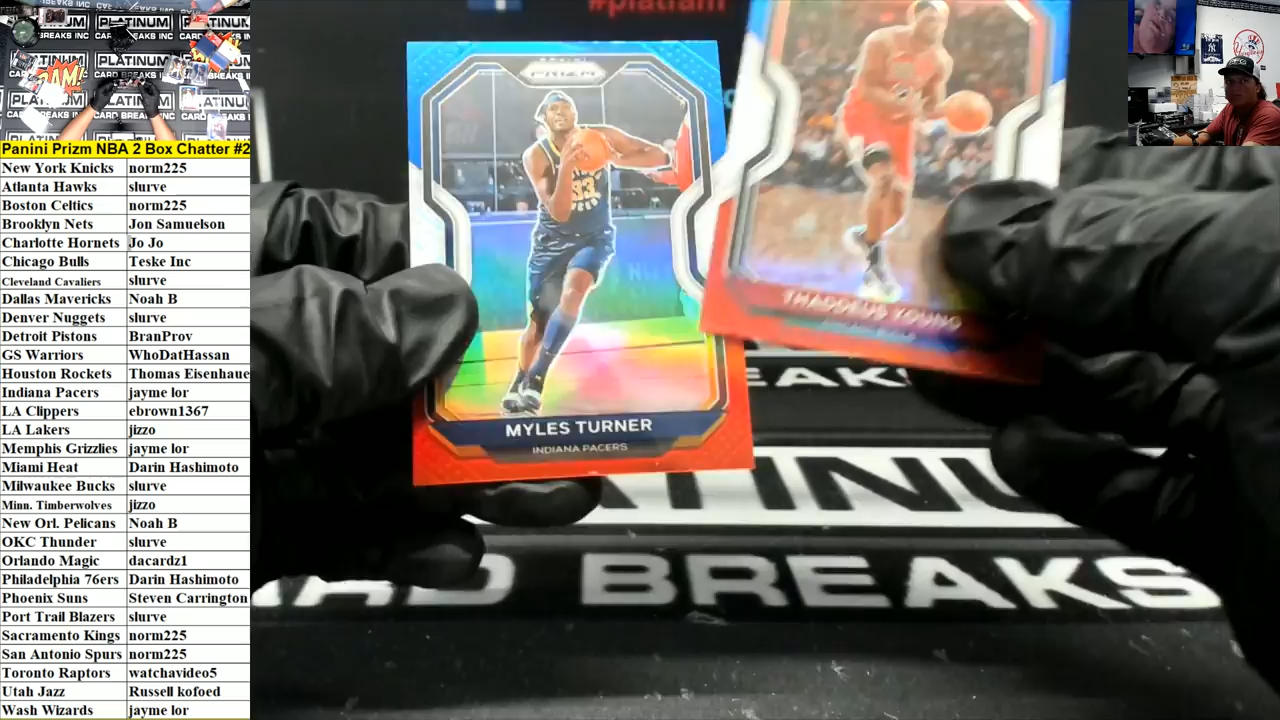 PLATINUM
CARD BREAKS INC
BAM!
#platinum
Panini Prizm NBA 2 Box Chatter #2
New York Knicks norm225
Atlanta Hawks slurve
Boston Celtics norm225
Brooklyn Nets Jon Samuelson
Charlotte Hornets Jo Jo
Chicago Bulls Teske Inc
Cleveland Cavaliers slurve
Dallas Mavericks Noah B
Denver Nuggets slurve
Detroit Pistons BranProv
GS Warriors WhoDatHassan
Houston Rockets Thomas Eisenhaue
Indiana Pacers jayme lor
LA Clippers ebrown1367
LA Lakers jizzo
Memphis Grizzlies jayme lor
Miami Heat Darin Hashimoto
Milwaukee Bucks slurve
Minn. Timberwolves jizzo
New Orl. Pelicans Noah B
OKC Thunder slurve
Orlando Magic dacardz1
Philadelphia 76ers Darin Hashimoto
Phoenix Suns Steven Carrington
Port Trail Blazers slurve
Sacramento Kings norm225
San Antonio Spurs norm225
Toronto Raptors watchavideo5
Utah Jazz Russell kofoed
Wash Wizards jayme lor
PRIZM
33
MYLES TURNER
INDIANA PACERS
THADDEUS YOUNG
EAK
ATINU
ARD BREAKS